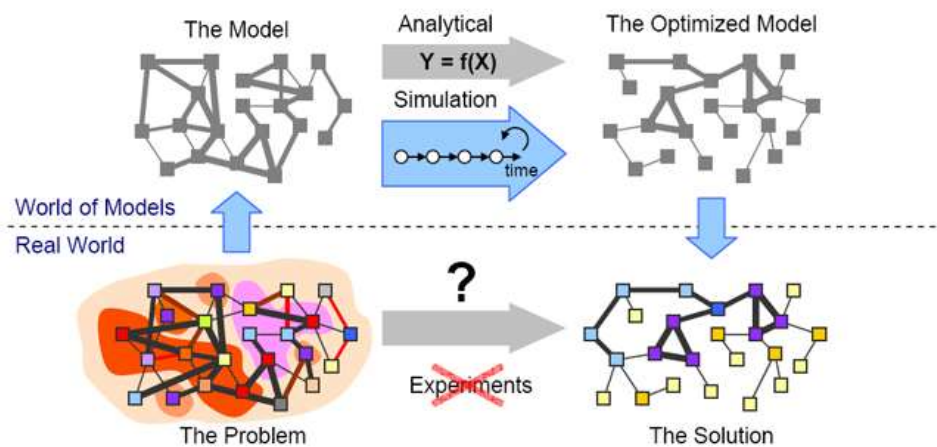 The Model
Analytical
The Optimized Model
Y = f(X)
Simulation
time
World of Models
Real World
?
Experiments
The Problem
The Solution